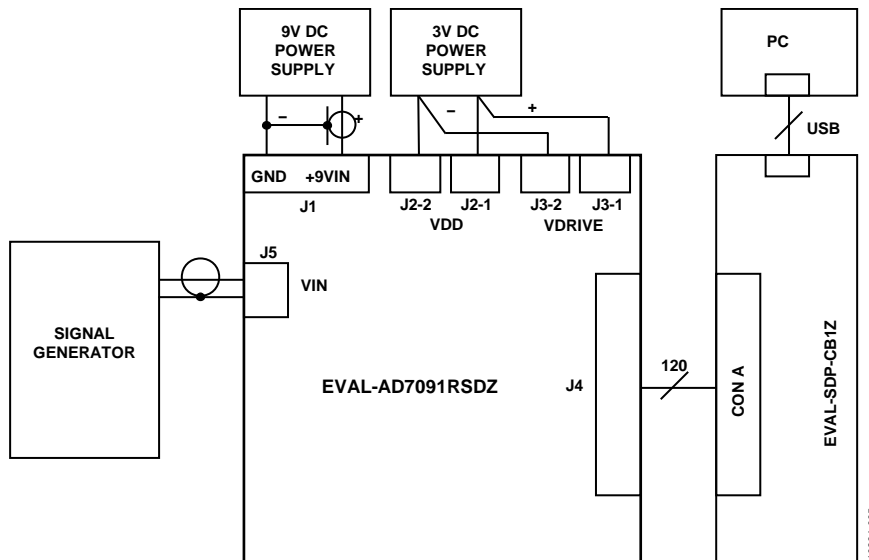 9V DC
POWER
SUPPLY
3V DC
POWER
SUPPLY
PC
USB
–
+
–
+
GND +9VIN
J1
J2-2 J2-1
VDD
J3-2 J3-1
VDRIVE
J5
VIN
SIGNAL
GENERATOR
EVAL-AD7091RSDZ
J4
120
CON A
EVAL-SDP-CB1Z